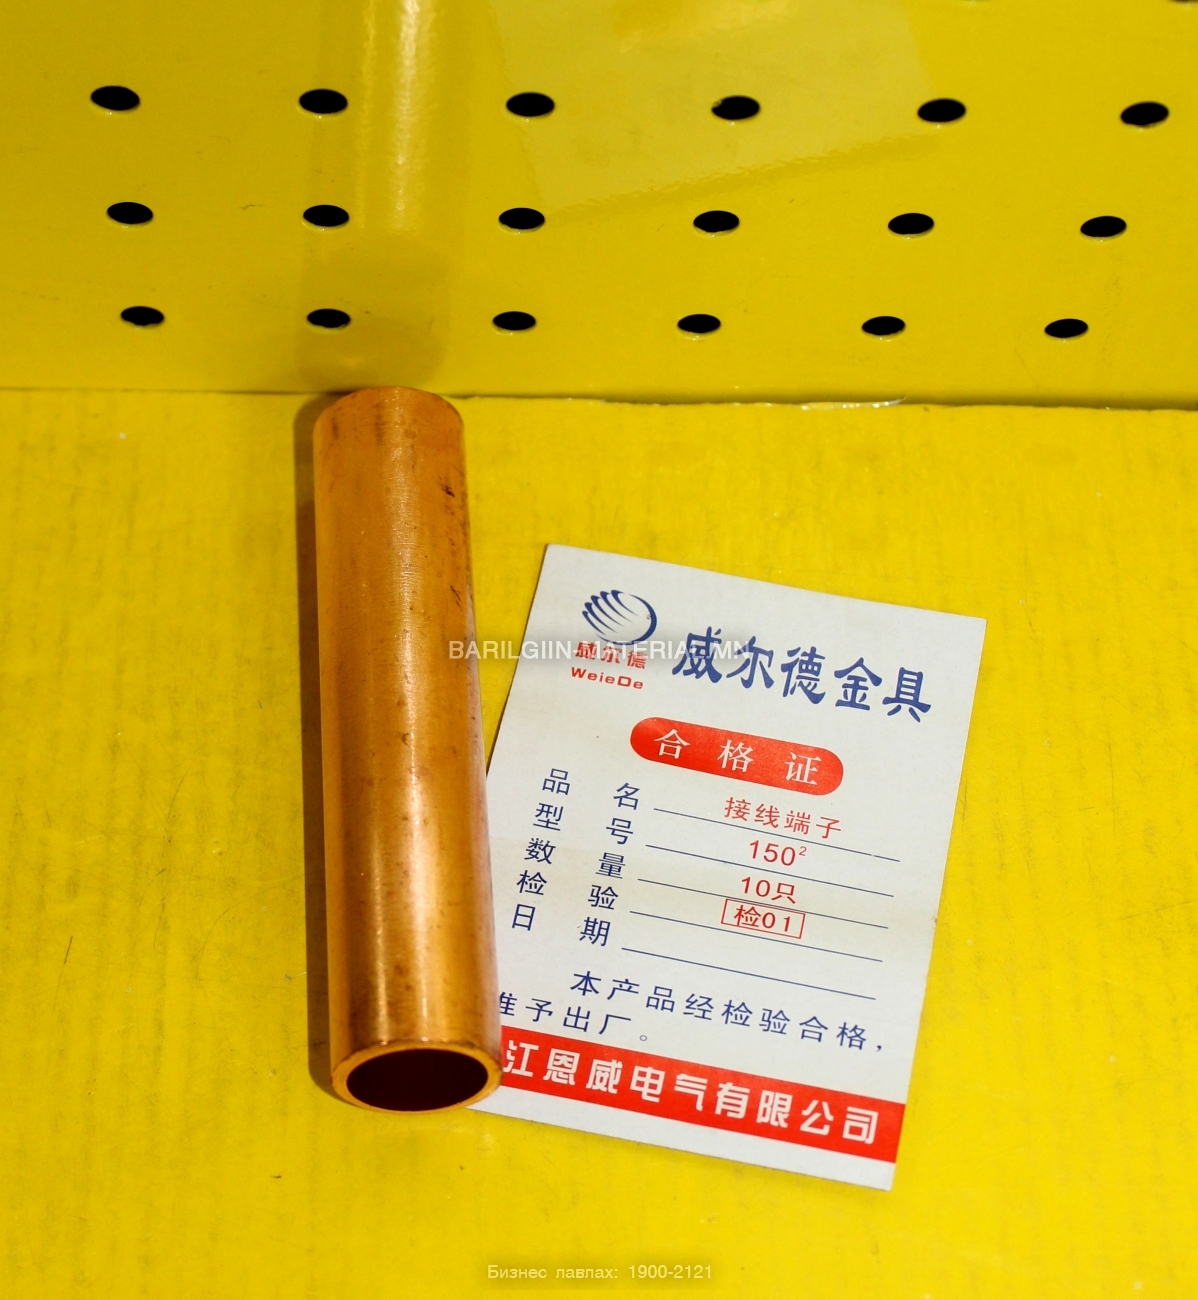 威尔德
WeieDe
威尔德金具
合格证
品名 接线端子
型号 150²
数量 10只
检验 检01
日期
本产品经检验合格，
准予出厂。
江恩威电气有限公司
BARILGIIN-MATERIAL.MN
Бизнес лавлах: 1900-2121